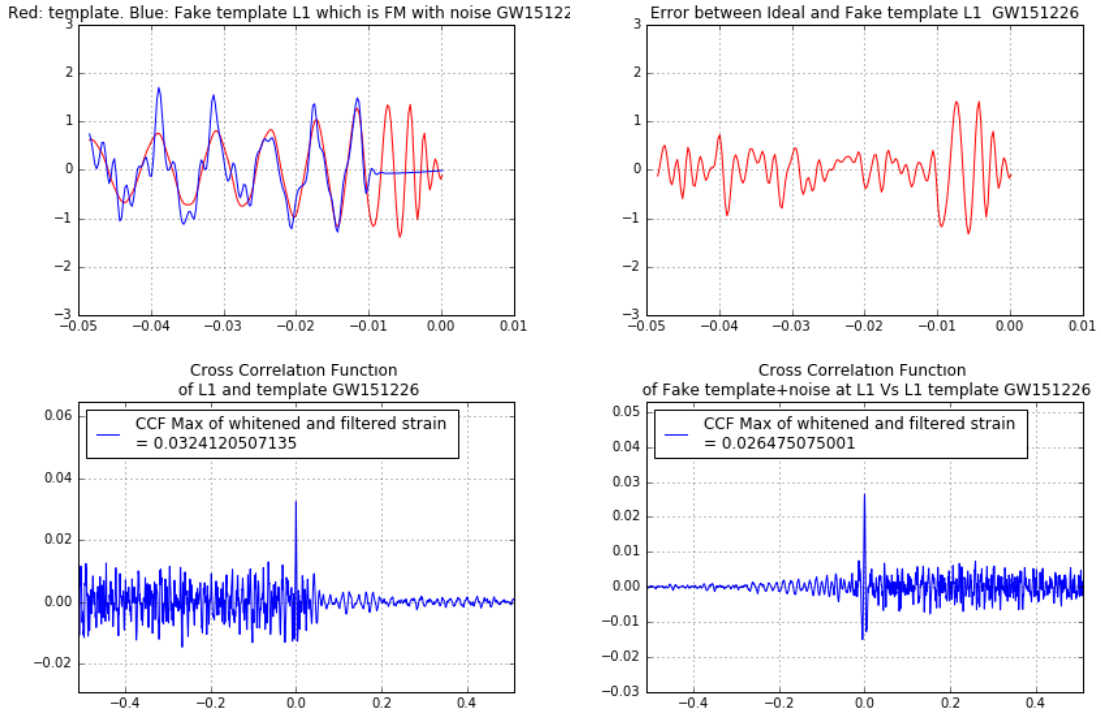 Red: template. Blue: Fake template L1 which is FM with noise GW15122
3
2
1
0
−1
−2
−3
−0.05 −0.04 −0.03 −0.02 −0.01 0.00 0.01
Error between Ideal and Fake template L1 GW151226
3
2
1
0
−1
−2
−3
−0.05 −0.04 −0.03 −0.02 −0.01 0.00 0.01
Cross Correlation Function
of L1 and template GW151226
CCF Max of whitened and filtered strain
= 0.0324120507135
0.06
0.04
0.02
0.00
−0.02
−0.4 −0.2 0.0 0.2 0.4
Cross Correlation Function
of Fake template+noise at L1 Vs L1 template GW151226
CCF Max of whitened and filtered strain
= 0.026475075001
0.05
0.04
0.03
0.02
0.01
0.00
−0.01
−0.02
−0.03
−0.4 −0.2 0.0 0.2 0.4